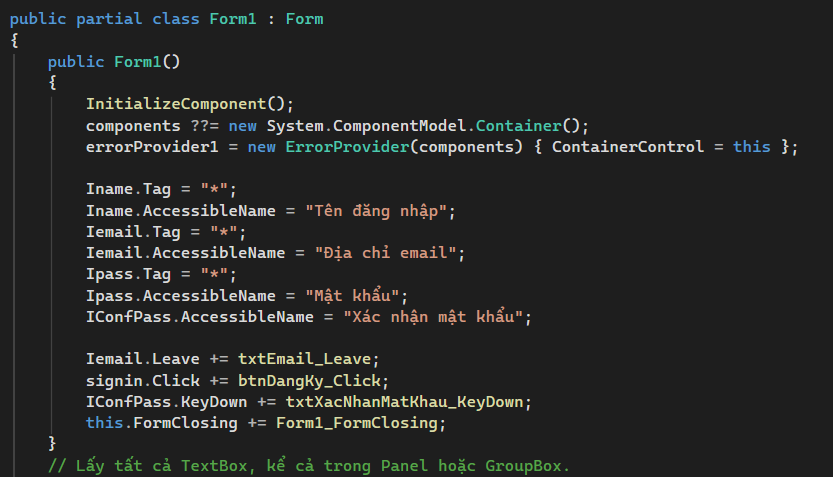 public partial class Form1 : Form
{
    public Form1()
    {
        InitializeComponent();
        components ??= new System.ComponentModel.Container();
        errorProvider1 = new ErrorProvider(components) { ContainerControl = this };

        Iname.Tag = "*";
        Iname.AccessibleName = "Tên đăng nhập";
        Iemail.Tag = "*";
        Iemail.AccessibleName = "Địa chỉ email";
        Ipass.Tag = "*";
        Ipass.AccessibleName = "Mật khẩu";
        IConfPass.AccessibleName = "Xác nhận mật khẩu";

        Iemail.Leave += txtEmail_Leave;
        signin.Click += btnDangKy_Click;
        IConfPass.KeyDown += txtXacNhanMatKhau_KeyDown;
        this.FormClosing += Form1_FormClosing;
    }
    // Lấy tất cả TextBox, kể cả trong Panel hoặc GroupBox.